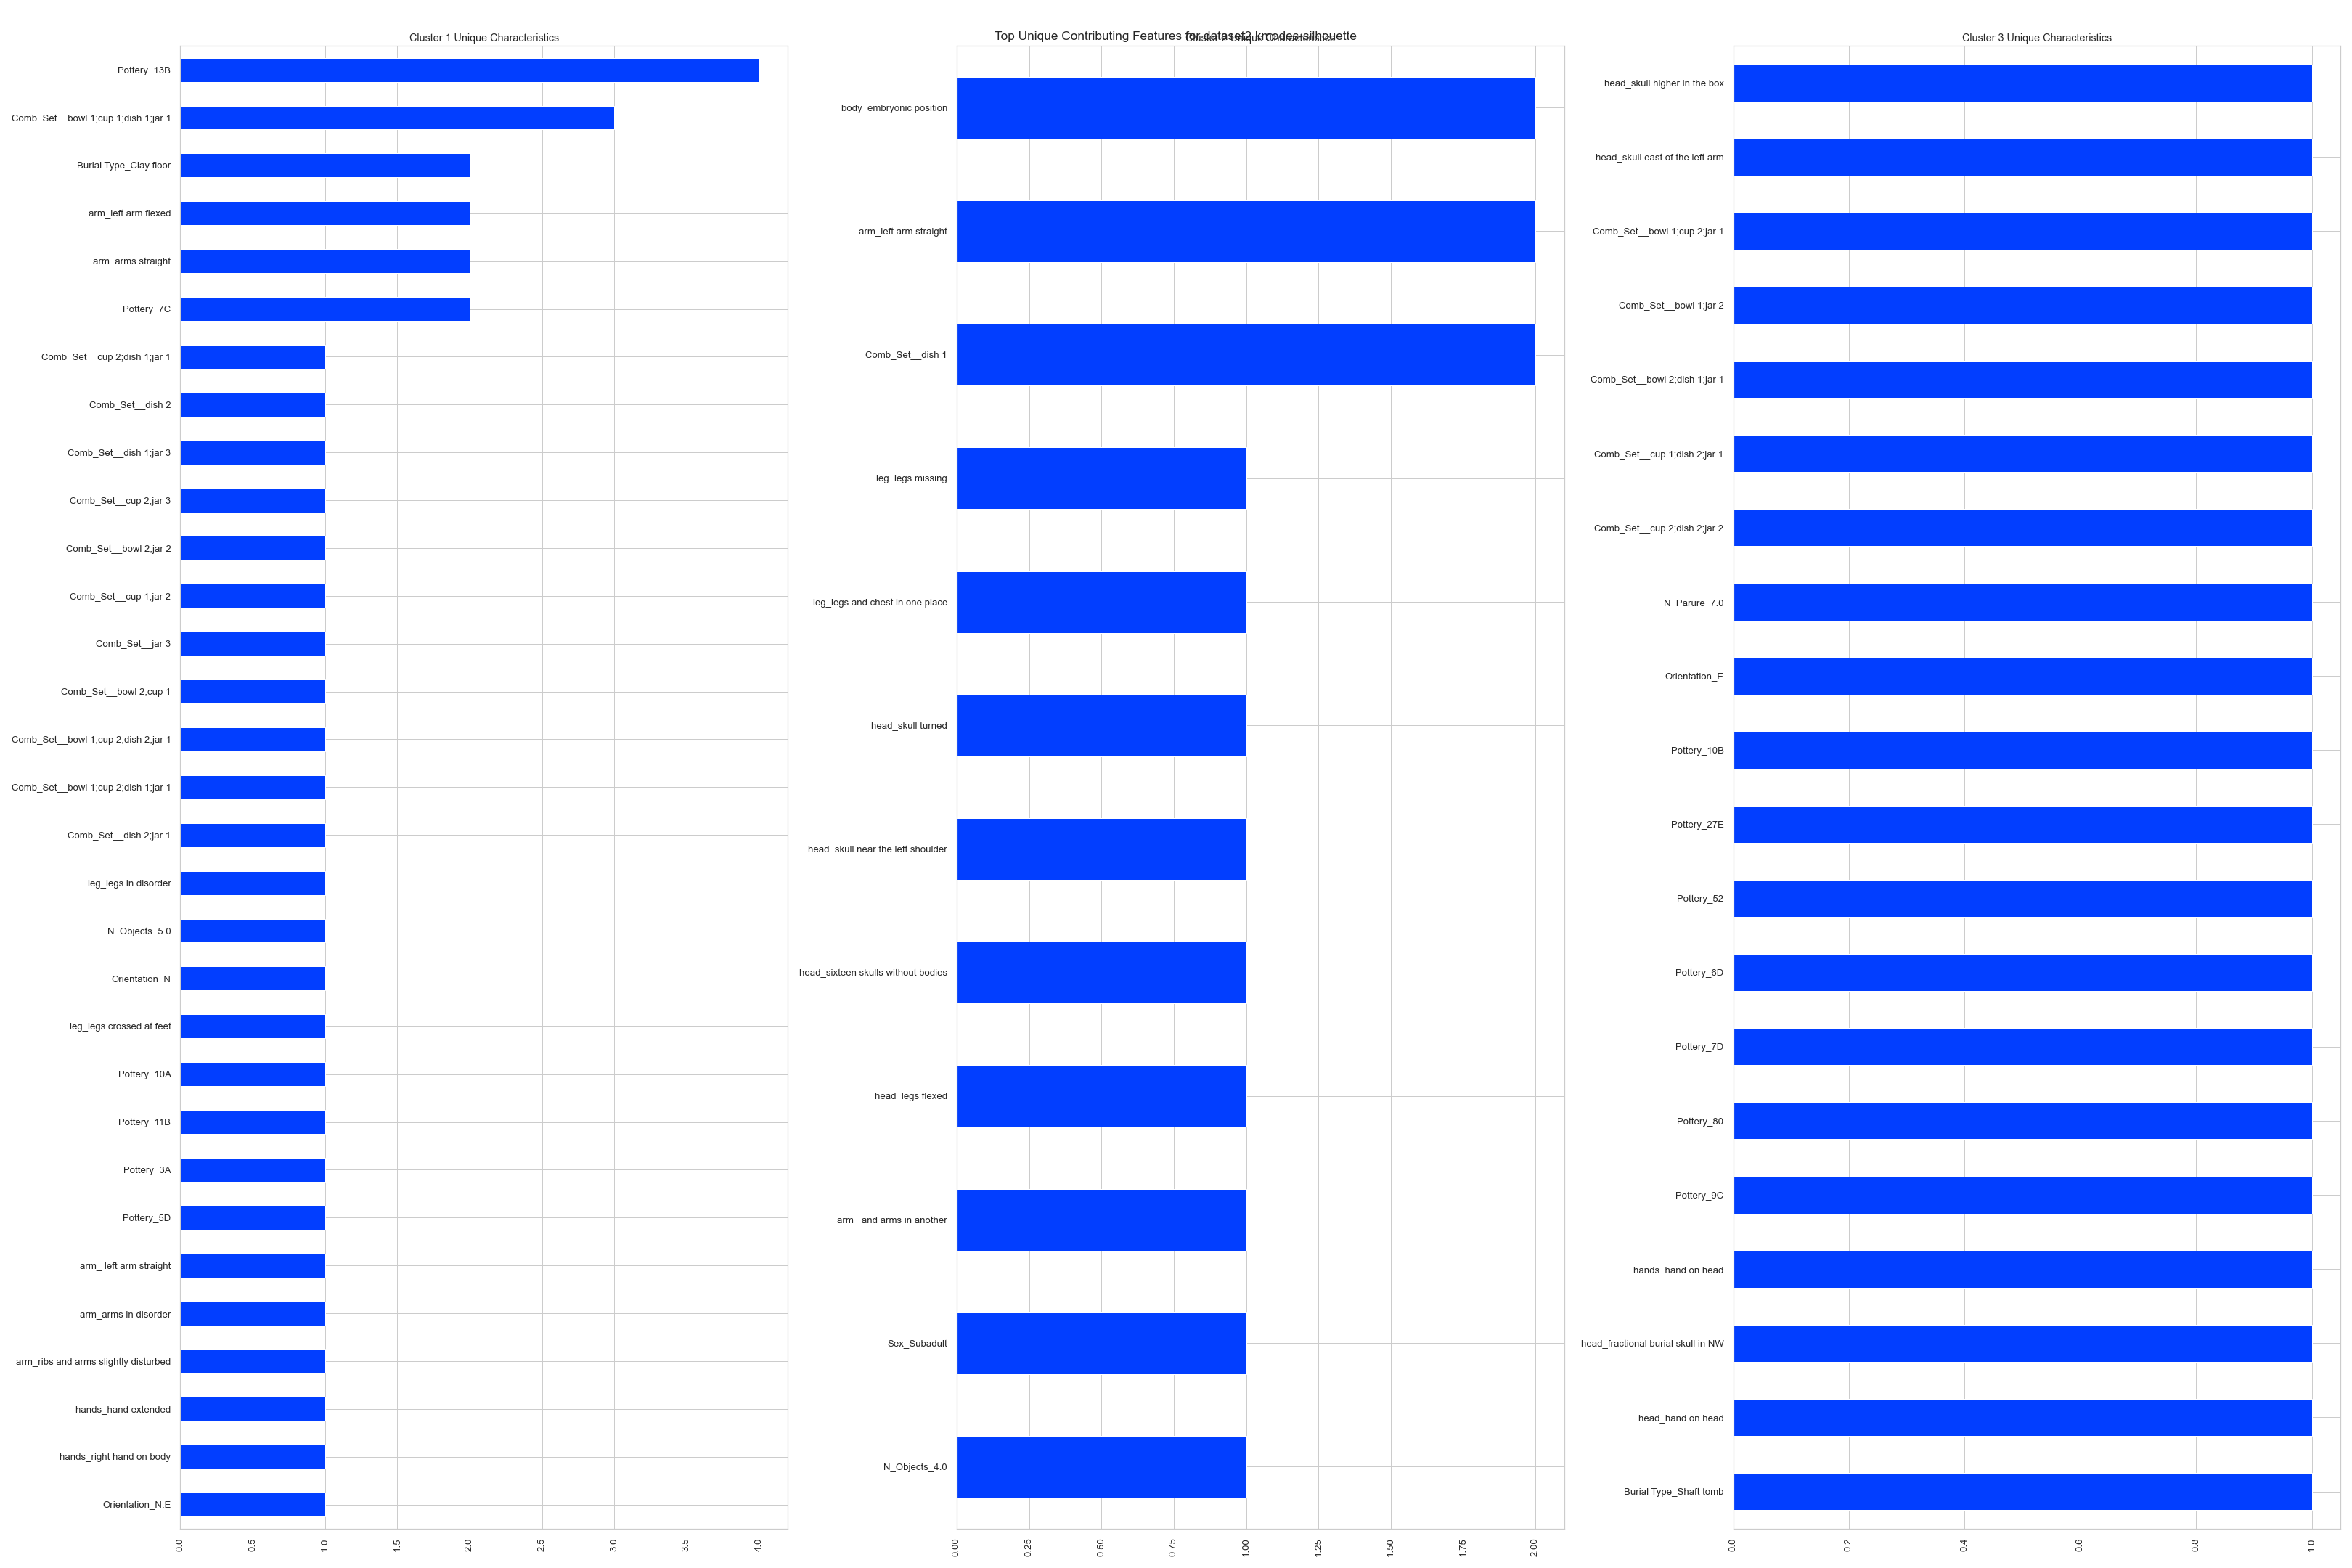 Top Unique Contributing Features for dataset2 kmodes-silhouette
Cluster 1 Unique Characteristics
Pottery_13B
Comb_Set__bowl 1;cup 1;dish 1;jar 1
Burial Type_Clay floor
arm_left arm flexed
arm_arms straight
Pottery_7C
Comb_Set__cup 2;dish 1;jar 1
Comb_Set__dish 2
Comb_Set__dish 1;jar 3
Comb_Set__cup 2;jar 3
Comb_Set__bowl 2;jar 2
Comb_Set__cup 1;jar 2
Comb_Set__jar 3
Comb_Set__bowl 2;cup 1
Comb_Set__bowl 1;cup 2;dish 2;jar 1
Comb_Set__bowl 1;cup 2;dish 1;jar 1
Comb_Set__dish 2;jar 1
leg_legs in disorder
N_Objects_5.0
Orientation_N
leg_legs crossed at feet
Pottery_10A
Pottery_11B
Pottery_3A
Pottery_5D
arm_ left arm straight
arm_arms in disorder
arm_ribs and arms slightly disturbed
hands_hand extended
hands_right hand on body
Orientation_N.E
0.0 0.5 1.0 1.5 2.0 2.5 3.0 3.5 4.0
Cluster 2 Unique Characteristics
body_embryonic position
arm_left arm straight
Comb_Set__dish 1
leg_legs missing
leg_legs and chest in one place
head_skull turned
head_skull near the left shoulder
head_sixteen skulls without bodies
head_legs flexed
arm_ and arms in another
Sex_Subadult
N_Objects_4.0
0.00 0.25 0.50 0.75 1.00 1.25 1.50 1.75 2.00
Cluster 3 Unique Characteristics
head_skull higher in the box
head_skull east of the left arm
Comb_Set__bowl 1;cup 2;jar 1
Comb_Set__bowl 1;jar 2
Comb_Set__bowl 2;dish 1;jar 1
Comb_Set__cup 1;dish 2;jar 1
Comb_Set__cup 2;dish 2;jar 2
N_Parure_7.0
Orientation_E
Pottery_10B
Pottery_27E
Pottery_52
Pottery_6D
Pottery_7D
Pottery_80
Pottery_9C
hands_hand on head
head_fractional burial skull in NW
head_hand on head
Burial Type_Shaft tomb
0.0 0.2 0.4 0.6 0.8 1.0